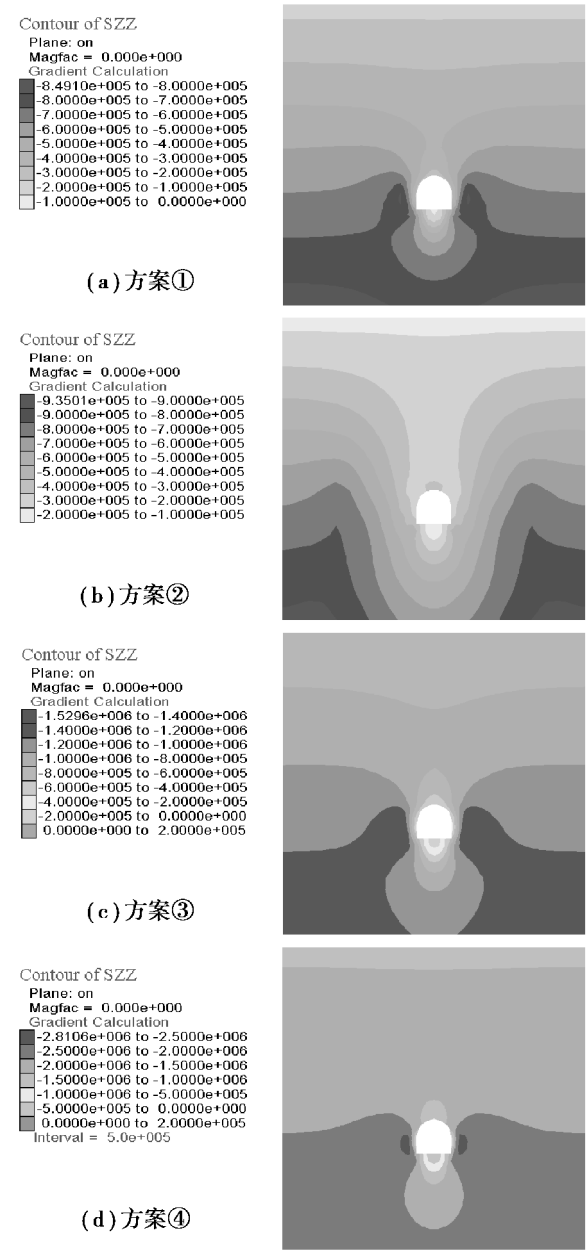 Contour of SZZ
Plane: on
Magfac = 0.000e+000
Gradient Calculation
-8.4910e+005 to -8.0000e+005
-8.0000e+005 to -7.0000e+005
-7.0000e+005 to -6.0000e+005
-6.0000e+005 to -5.0000e+005
-5.0000e+005 to -4.0000e+005
-4.0000e+005 to -3.0000e+005
-3.0000e+005 to -2.0000e+005
-2.0000e+005 to -1.0000e+005
-1.0000e+005 to 0.0000e+000
(a)方案①
Contour of SZZ
Plane: on
Magfac = 0.000e+000
Gradient Calculation
-9.3501e+005 to -9.0000e+005
-9.0000e+005 to -8.0000e+005
-8.0000e+005 to -7.0000e+005
-7.0000e+005 to -6.0000e+005
-6.0000e+005 to -5.0000e+005
-5.0000e+005 to -4.0000e+005
-4.0000e+005 to -3.0000e+005
-3.0000e+005 to -2.0000e+005
-2.0000e+005 to -1.0000e+005
(b)方案②
Contour of SZZ
Plane: on
Magfac = 0.000e+000
Gradient Calculation
-1.5296e+006 to -1.4000e+006
-1.4000e+006 to -1.2000e+006
-1.2000e+006 to -1.0000e+006
-1.0000e+006 to -8.0000e+005
-8.0000e+005 to -6.0000e+005
-6.0000e+005 to -4.0000e+005
-4.0000e+005 to -2.0000e+005
-2.0000e+005 to 0.0000e+000
0.0000e+000 to 2.0000e+005
(c)方案③
Contour of SZZ
Plane: on
Magfac = 0.000e+000
Gradient Calculation
-2.8106e+006 to -2.5000e+006
-2.5000e+006 to -2.0000e+006
-2.0000e+006 to -1.5000e+006
-1.5000e+006 to -1.0000e+006
-1.0000e+006 to -5.0000e+005
-5.0000e+005 to 0.0000e+000
0.0000e+000 to 2.0000e+005
Interval = 5.0e+005
(d)方案④